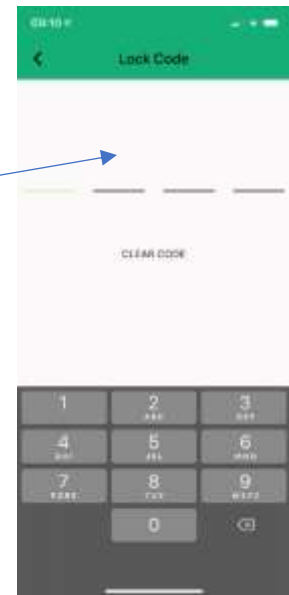 Lock Code
CLEAR CODE
1 2 3
ABC DEF
4 5 6
GHI JKL MNO
7 8 9
PQRS TUV WXYZ
0